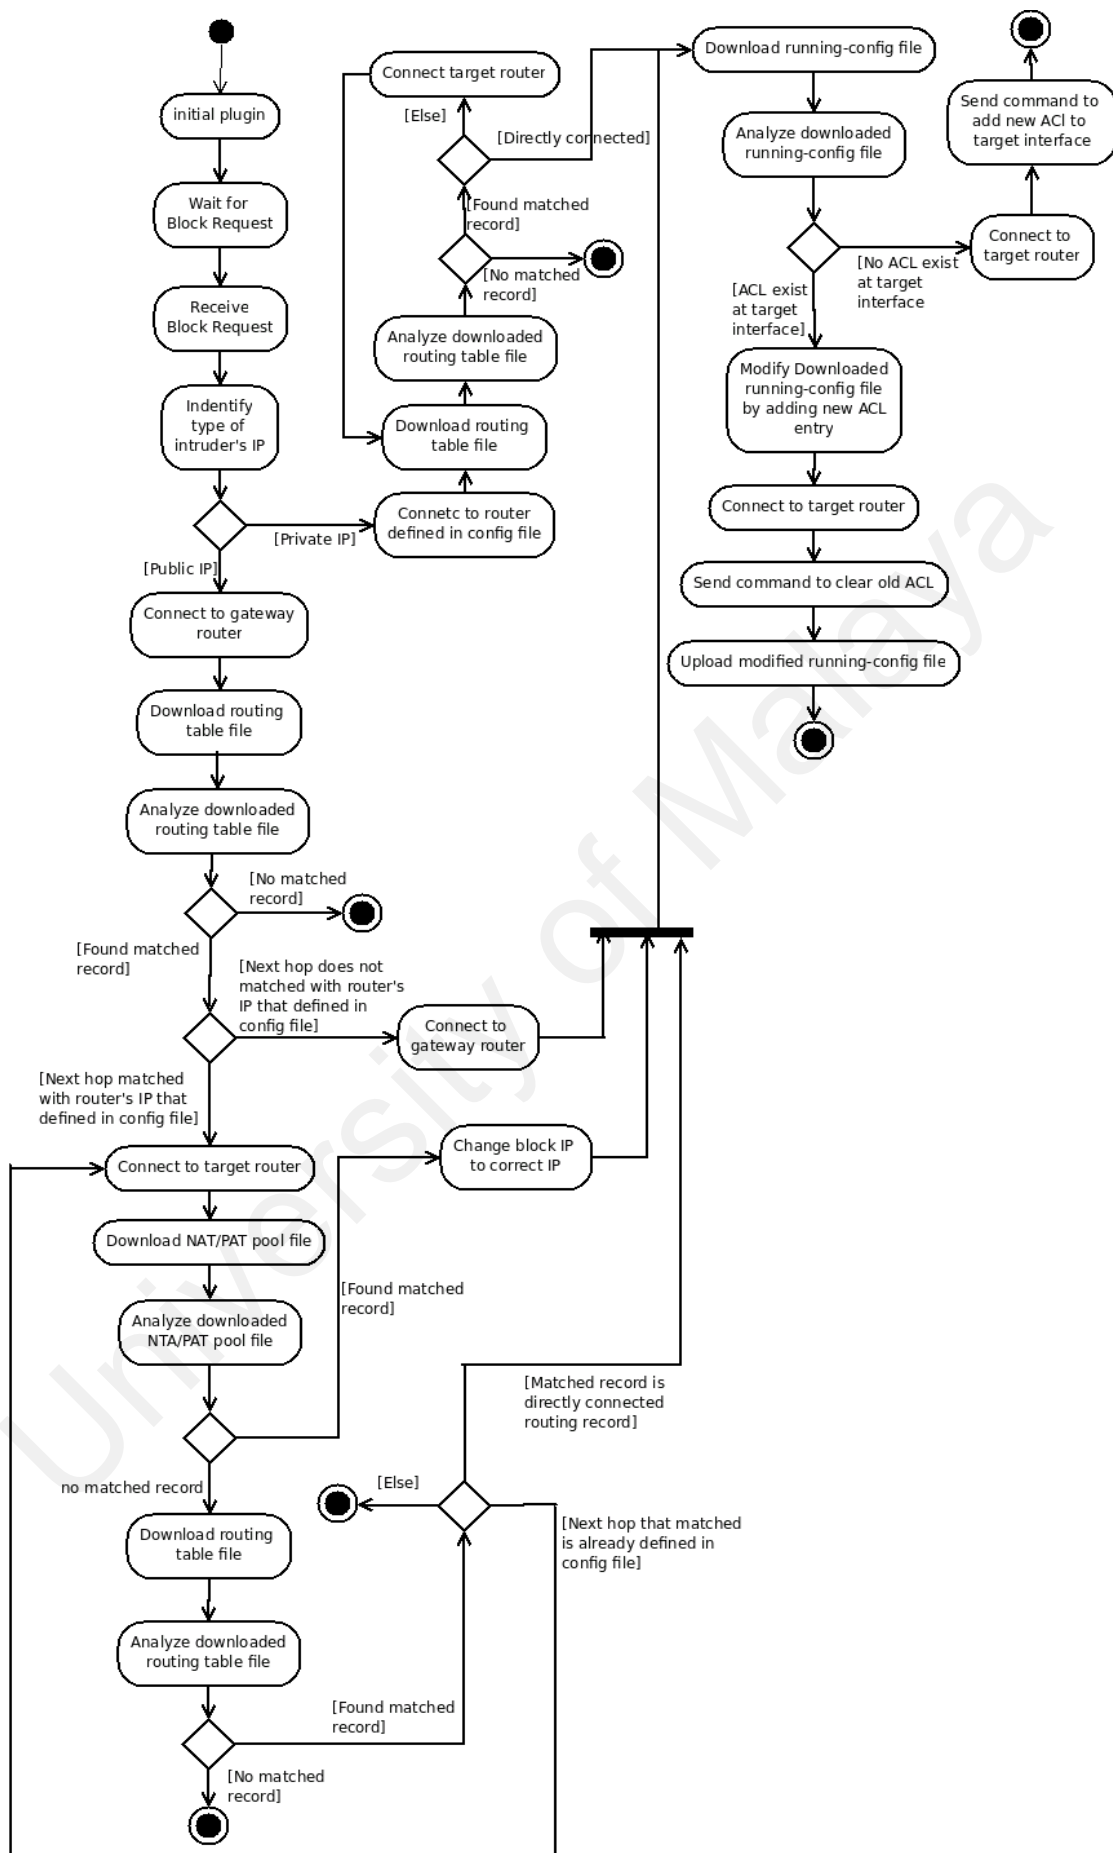 initial plugin
Wait for
Block Request
Receive
Block Request
Indentify
type of
intruder's IP
[Private IP]
[Public IP]
Connect to gateway
router
Download routing
table file
Analyze downloaded
routing table file
[No matched
record]
[Found matched
record]
[Next hop does not
matched with router's
IP that defined in
config file]
Connect to
gateway router
[Next hop matched
with router's IP that
defined in config file]
Connect to target router
Download NAT/PAT pool file
Analyze downloaded
NTA/PAT pool file
[Found matched
record]
Change block IP
to correct IP
no matched record
Download routing
table file
Analyze downloaded
routing table file
[Found matched
record]
[No matched
record]
[Else]
[Matched record is
directly connected
routing record]
[Next hop that matched
is already defined in
config file]
Connect target router
[Else]
[Directly connected]
[Found matched
record]
[No matched
record]
Analyze downloaded
routing table file
Download routing
table file
Connetc to router
defined in config file
Download running-config file
Analyze downloaded
running-config file
[No ACL exist
at target
interface
[ACL exist
at target
interface]
Send command to
add new ACl to
target interface
Connect to
target router
Modify Downloaded
running-config file
by adding new ACL
entry
Connect to target router
Send command to clear old ACL
Upload modified running-config file
University of Malaya